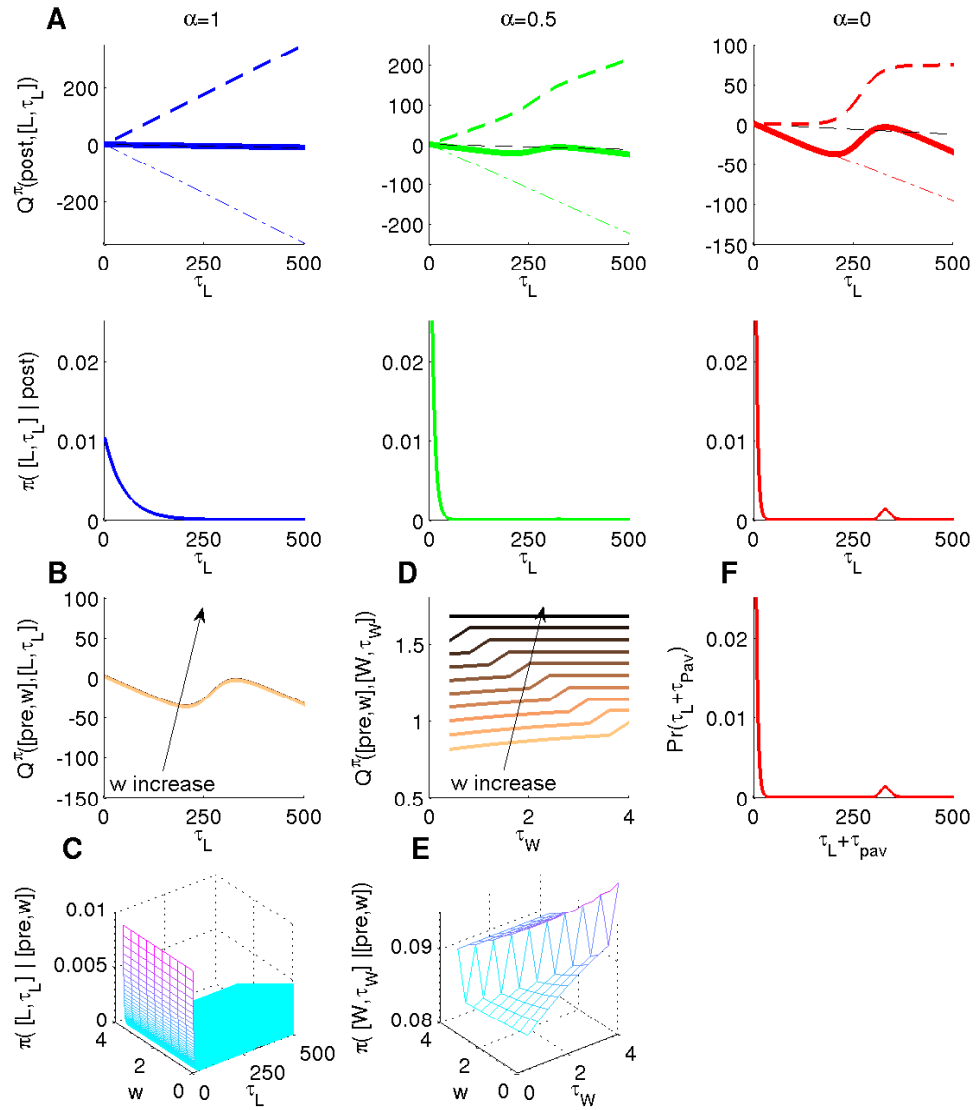 A
α=1
α=0.5
α=0
Q^π(post,[L,τ_L])
200
0
-200
0
250
500
τ_L
200
100
0
-100
-200
0
250
500
τ_L
100
50
0
-50
-100
-150
0
250
500
τ_L
π( [L,τ_L] | post)
0.02
0.01
0
0
250
500
τ_L
0.02
0.01
0
0
250
500
τ_L
0.02
0.01
0
0
250
500
τ_L
B
Q^π([pre,w],[L,τ_L])
100
50
0
-50
-100
-150
w increase
0
250
500
τ_L
D
Q^π([pre,w],[W,τ_W])
1.5
1
0.5
w increase
0
2
4
τ_W
F
Pr(τ_L+τ_Pav)
0.02
0.01
0
0
250
500
τ_L+τ_pav
C
π( [L,τ_L] | [pre,w])
0.01
0.005
0
4
2
0
w
0
250
500
τ_L
E
π( [W,τ_W] |[pre,w])
0.09
0.08
4
2
0
w
0
2
4
τ_W